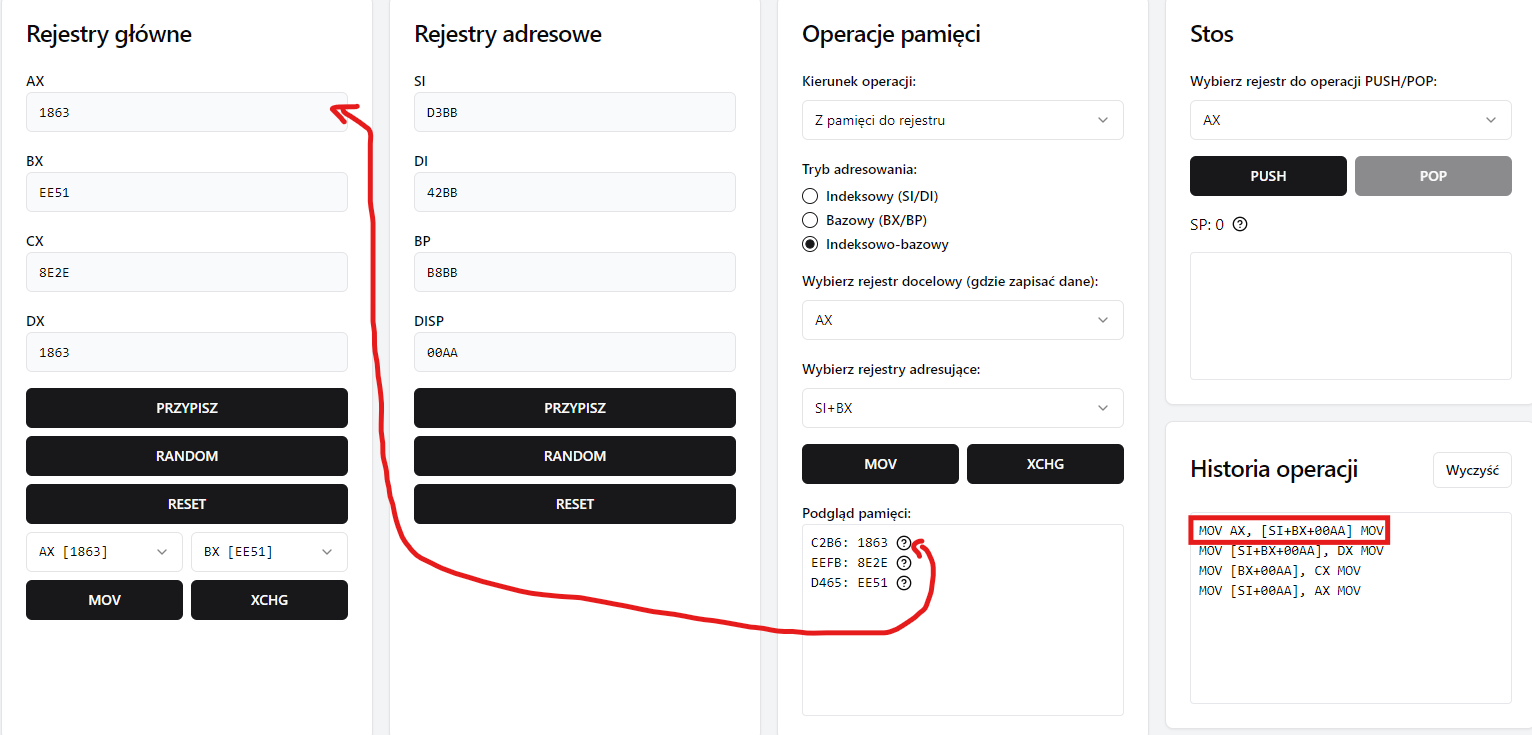 Rejestry główne
AX
1863
BX
EE51
CX
8E2E
DX
1863
PRZYPISZ
RANDOM
RESET
AX [1863] BX [EE51]
MOV XCHG
Rejestry adresowe
SI
D3BB
DI
42BB
BP
B8BB
DISP
00AA
PRZYPISZ
RANDOM
RESET
Operacje pamięci
Kierunek operacji:
Z pamięci do rejestru
Tryb adresowania:
Indeksowy (SI/DI)
Bazowy (BX/BP)
Indeksowo-bazowy
Wybierz rejestr docelowy (gdzie zapisać dane):
AX
Wybierz rejestry adresujące:
SI+BX
MOV XCHG
Podgląd pamięci:
C2B6: 1863 ?
EEFB: 8E2E ?
D465: EE51 ?
Stos
Wybierz rejestr do operacji PUSH/POP:
AX
PUSH POP
SP: 0 ?
Historia operacji Wyczyść
MOV AX, [SI+BX+00AA] MOV
MOV [SI+BX+00AA], DX MOV
MOV [BX+00AA], CX MOV
MOV [SI+00AA], AX MOV